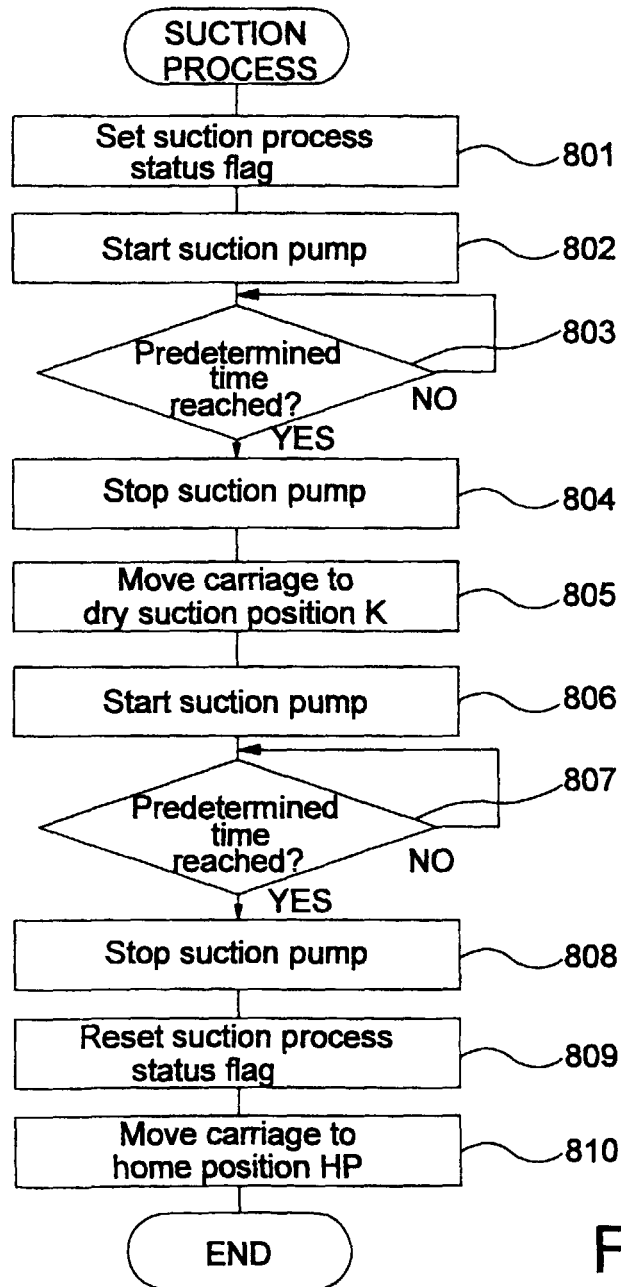 SUCTION
PROCESS
Set suction process
status flag
801
Start suction pump
802
Predetermined
time
reached?
803
NO
YES
Stop suction pump
804
Move carriage to
dry suction position K
805
Start suction pump
806
Predetermined
time
reached?
807
NO
YES
Stop suction pump
808
Reset suction process
status flag
809
Move carriage to
home position HP
810
END
F